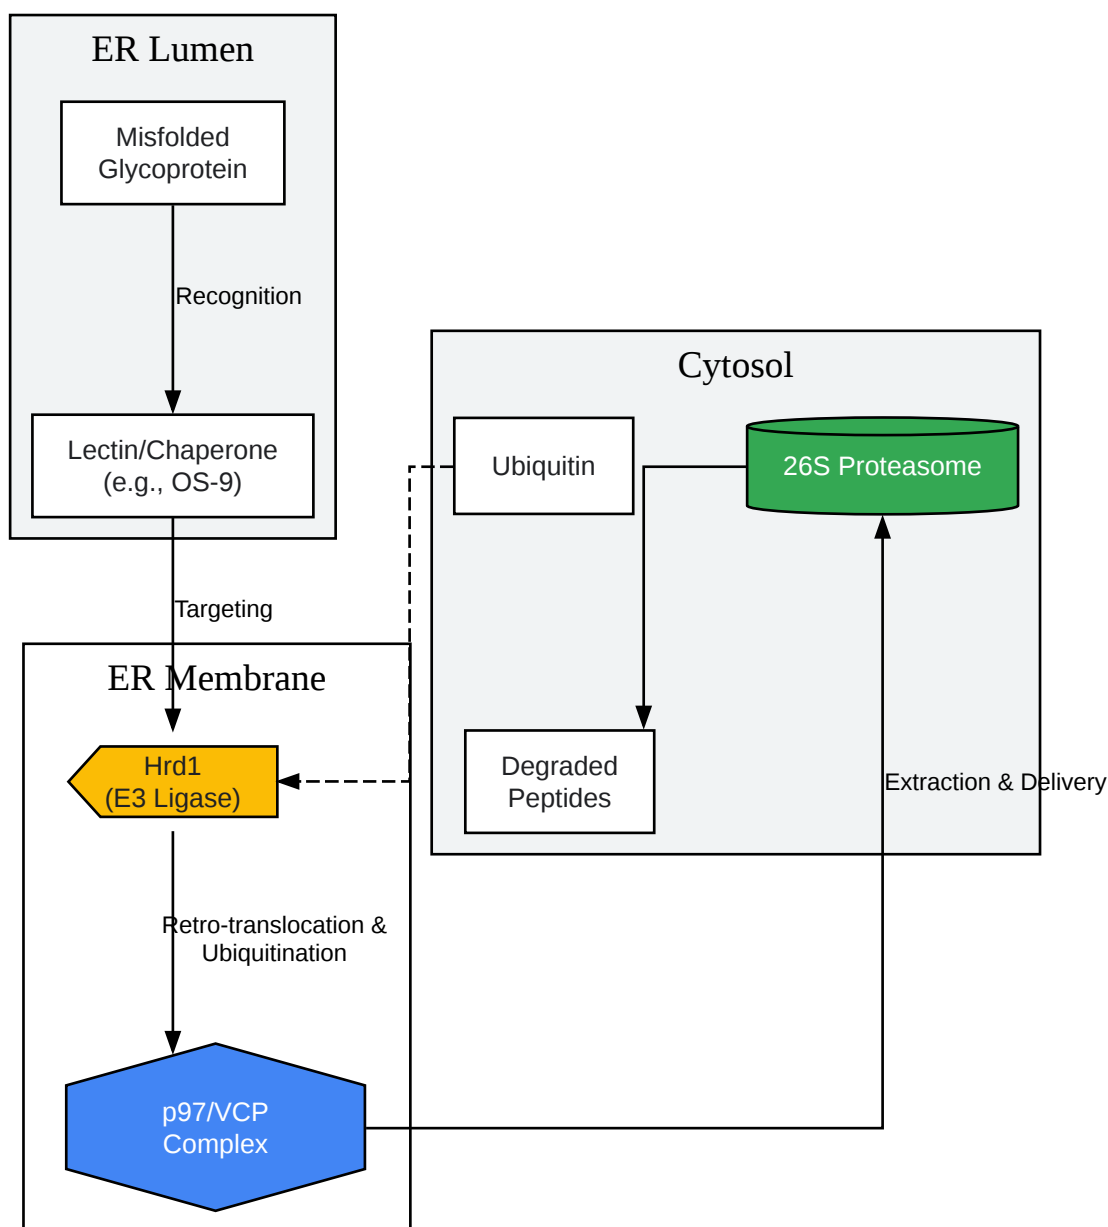 ER Lumen
Misfolded
Glycoprotein
Recognition
Lectin/Chaperone
(e.g., OS-9)
Targeting
ER Membrane
Hrd1
(E3 Ligase)
Retro-translocation &
Ubiquitination
p97/VCP
Complex
Cytosol
Ubiquitin
26S Proteasome
Degraded
Peptides
Extraction & Delivery